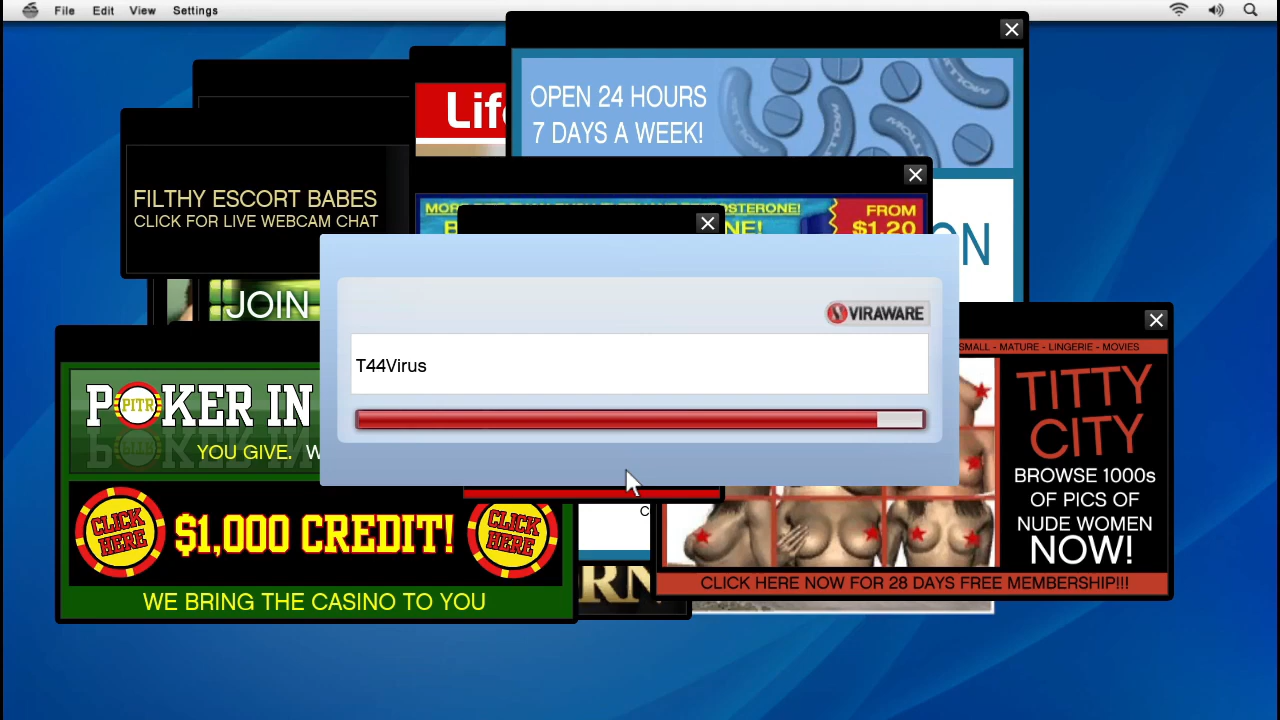 File Edit View Settings
OPEN 24 HOURS
7 DAYS A WEEK!
FILTHY ESCORT BABES
CLICK FOR LIVE WEBCAM CHAT
FROM
$1.20
JOIN
VIRAWARE
T44Virus
POKER IN
PITR
YOU GIVE.
CLICK
HERE
$1,000 CREDIT!
CLICK
HERE
WE BRING THE CASINO TO YOU
SMALL - MATURE - LINGERIE - MOVIES
TITTY
CITY
BROWSE 1000s
OF PICS OF
NUDE WOMEN
NOW!
CLICK HERE NOW FOR 28 DAYS FREE MEMBERSHIP!!!